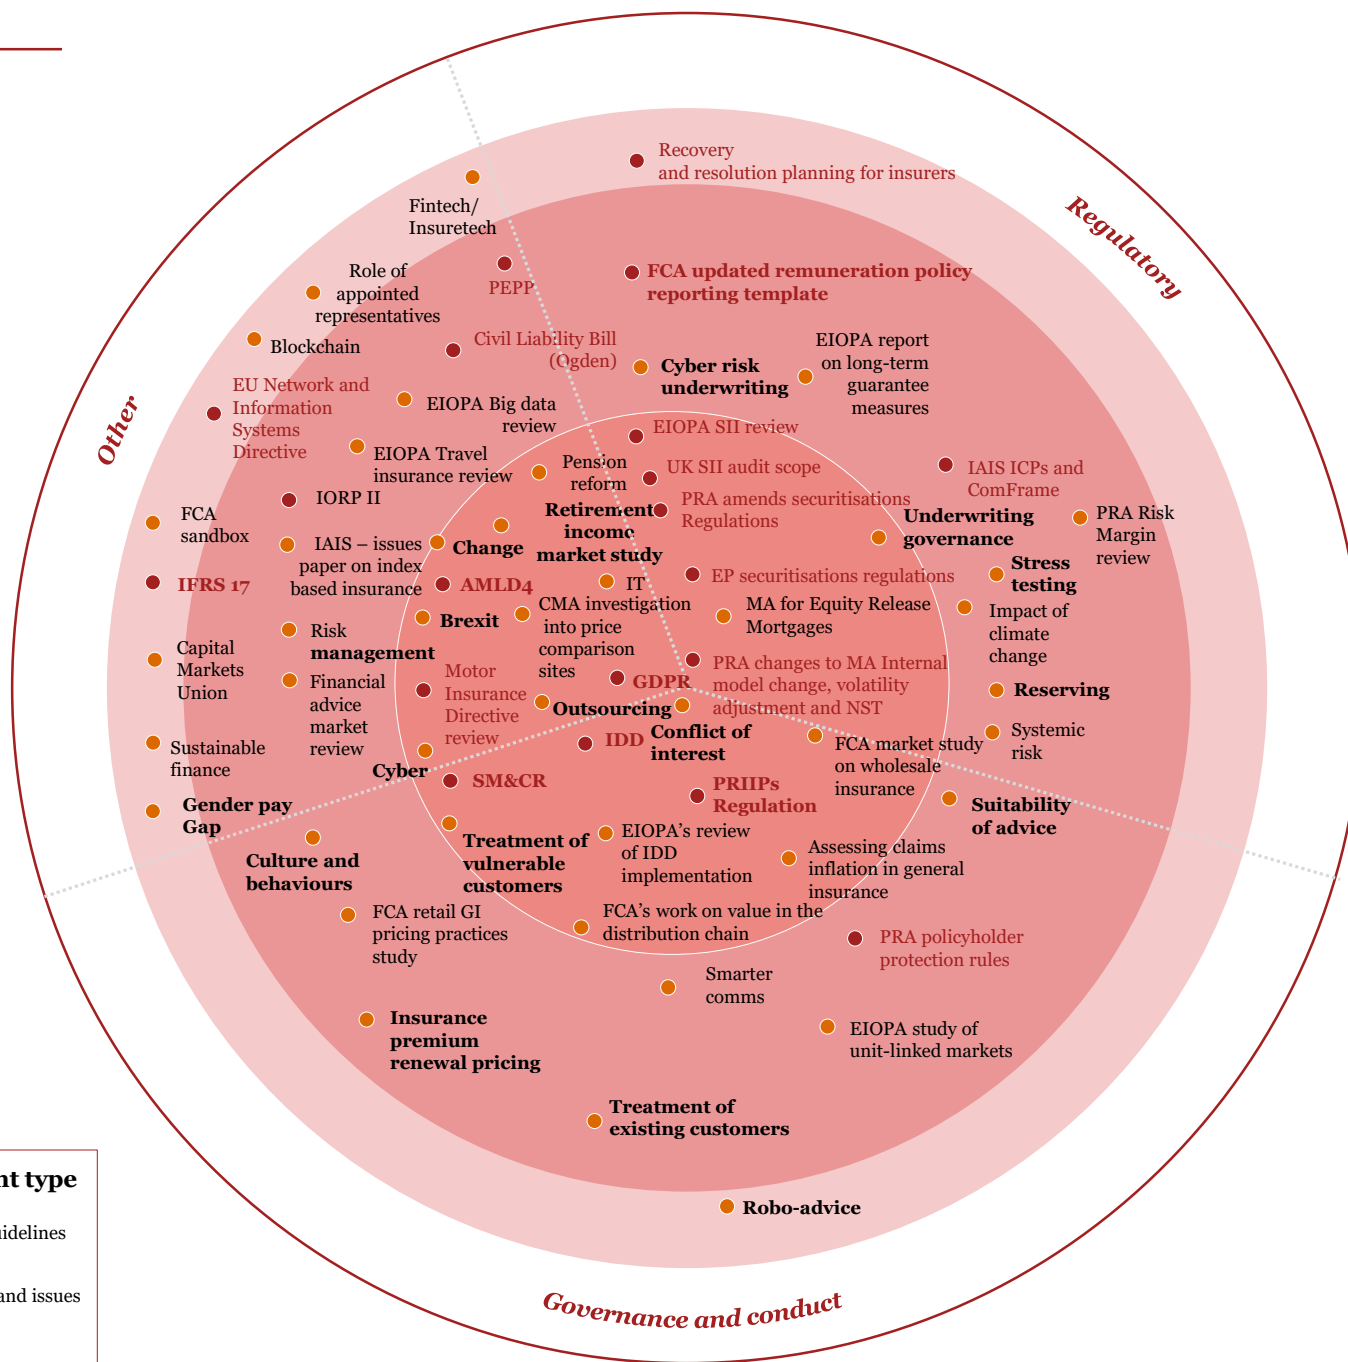 Recovery
and resolution planning for insurers
Regulatory
Fintech/
Insuretech
PEPP
FCA updated remuneration policy
reporting template
Role of
appointed
representatives
Blockchain
Civil Liability Bill
(Ogden)
Cyber risk
underwriting
EIOPA report
on long-term
guarantee
measures
Other
EU Network and
Information
Systems
Directive
EIOPA Big data
review
EIOPA Travel
insurance review
EIOPA SII review
Pension
reform
UK SII audit scope
IAIS ICPs and
ComFrame
IORP II
PRA amends securitisations
Regulations
Retirement
income
market study
Underwriting
governance
PRA Risk
Margin
review
FCA
sandbox
IAIS – issues
paper on index
based insurance
Change
Stress
testing
IFRS 17
AMLD4
IT
EP securitisations regulations
CMA investigation
into price
comparison
sites
MA for Equity Release
Mortgages
Impact of
climate
change
Brexit
Risk
management
Capital
Markets
Union
Financial
advice
market
review
Motor
Insurance
Directive
review
GDPR
PRA changes to MA Internal
model change, volatility
adjustment and NST
Reserving
Outsourcing
Conflict of
interest
IDD
FCA market study
on wholesale
insurance
Systemic
risk
Sustainable
finance
Cyber
SM&CR
PRIIPs
Regulation
Suitability
of advice
Gender pay
Gap
Culture and
behaviours
Treatment of
vulnerable
customers
EIOPA's review
of IDD
implementation
Assessing claims
inflation in general
insurance
FCA retail GI
pricing practices
study
FCA's work on value in the
distribution chain
PRA policyholder
protection rules
Smarter
comms
Insurance
premium
renewal pricing
EIOPA study of
unit-linked markets
Treatment of
existing customers
Robo-advice
Governance and conduct
nt type
idelines
and issues